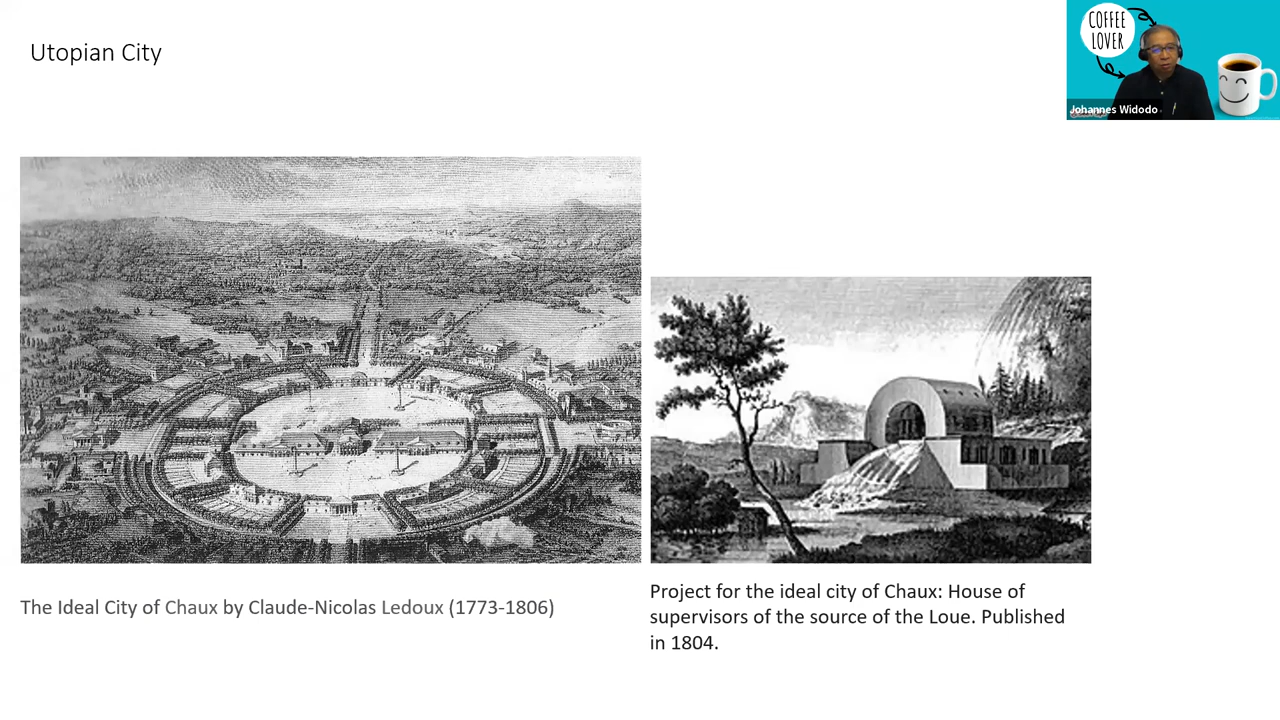 Utopian City
COFFEE
LOVER
Johannes Widodo
The Ideal City of Chaux by Claude-Nicolas Ledoux (1773-1806)
Project for the ideal city of Chaux: House of
supervisors of the source of the Loue. Published
in 1804.